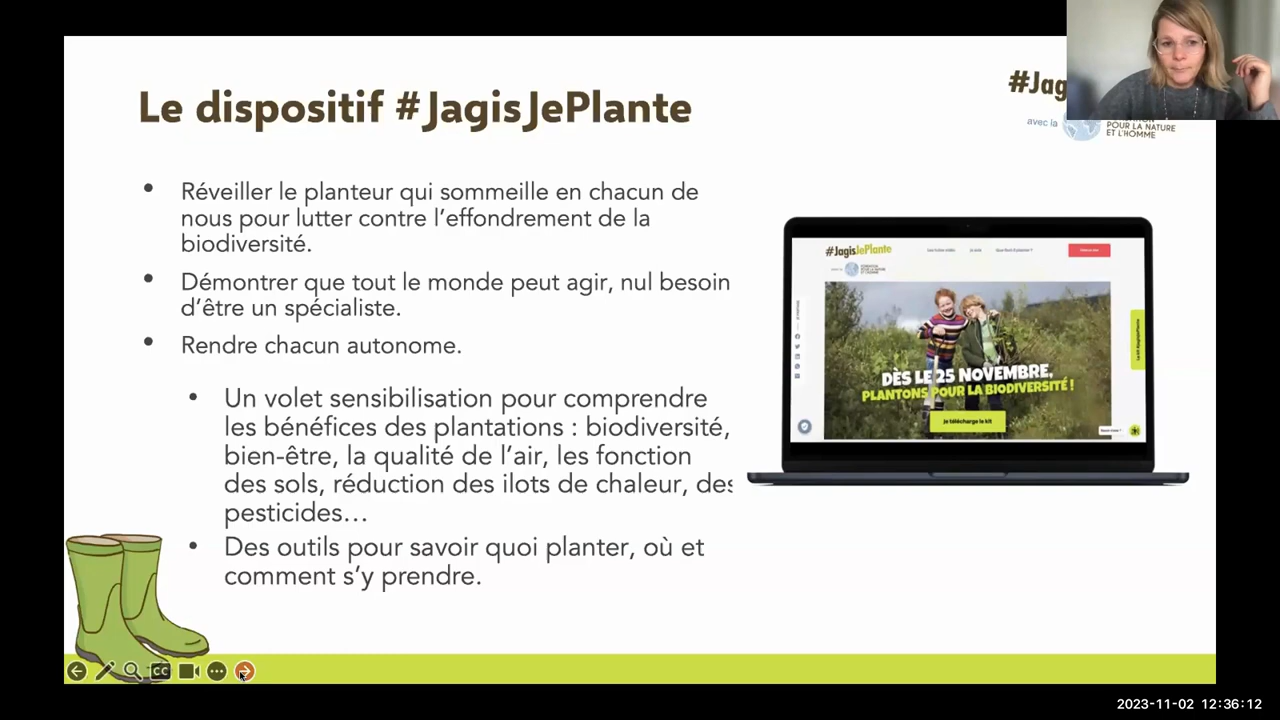 Le dispositif #JagisJePlante
#Jag
avec la
POUR LA NATURE
ET L'HOMME
• Réveiller le planteur qui sommeille en chacun de
nous pour lutter contre l'effondrement de la
biodiversité.
• Démontrer que tout le monde peut agir, nul besoin
d'être un spécialiste.
• Rendre chacun autonome.
• Un volet sensibilisation pour comprendre
les bénéfices des plantations : biodiversité,
bien-être, la qualité de l'air, les fonction
des sols, réduction des ilots de chaleur, des
pesticides…
• Des outils pour savoir quoi planter, où et
comment s'y prendre.
#JagisJePlante
DÈS LE 25 NOVEMBRE,
PLANTONS POUR LA BIODIVERSITÉ !
Je télécharge le kit
CC
2023-11-02 12:36:12